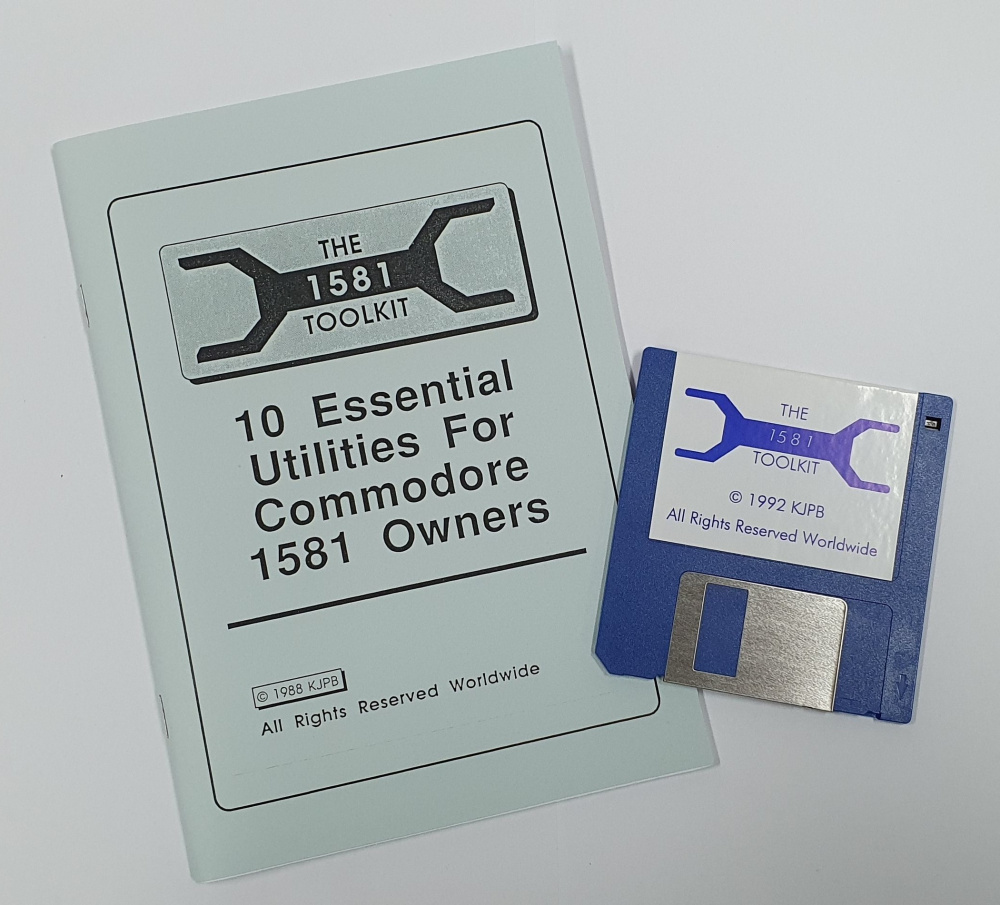 THE
1581
TOOLKIT
10 Essential
Utilities For
Commodore
1581 Owners
© 1988 KJPB
All Rights Reserved Worldwide
THE
1581
TOOLKIT
© 1992 KJPB
All Rights Reserved Worldwide